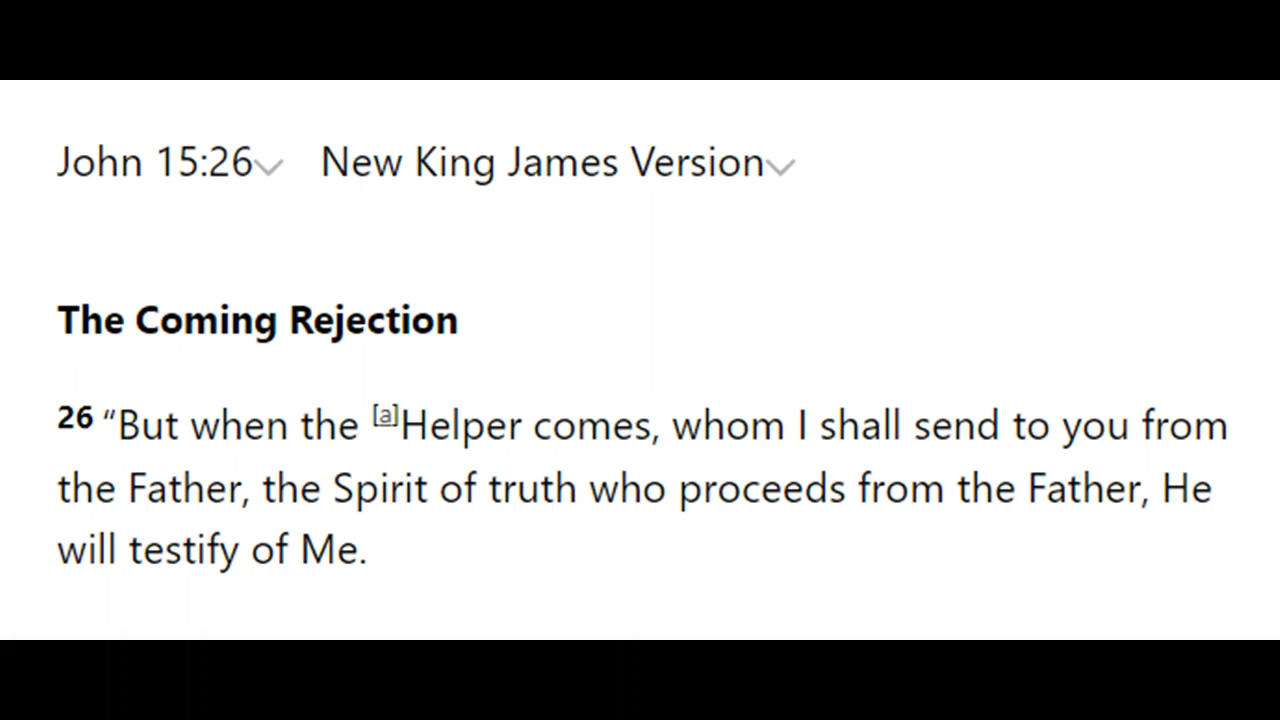 John 15:26 New King James Version
The Coming Rejection
26 “But when the [a]Helper comes, whom I shall send to you from
the Father, the Spirit of truth who proceeds from the Father, He
will testify of Me.